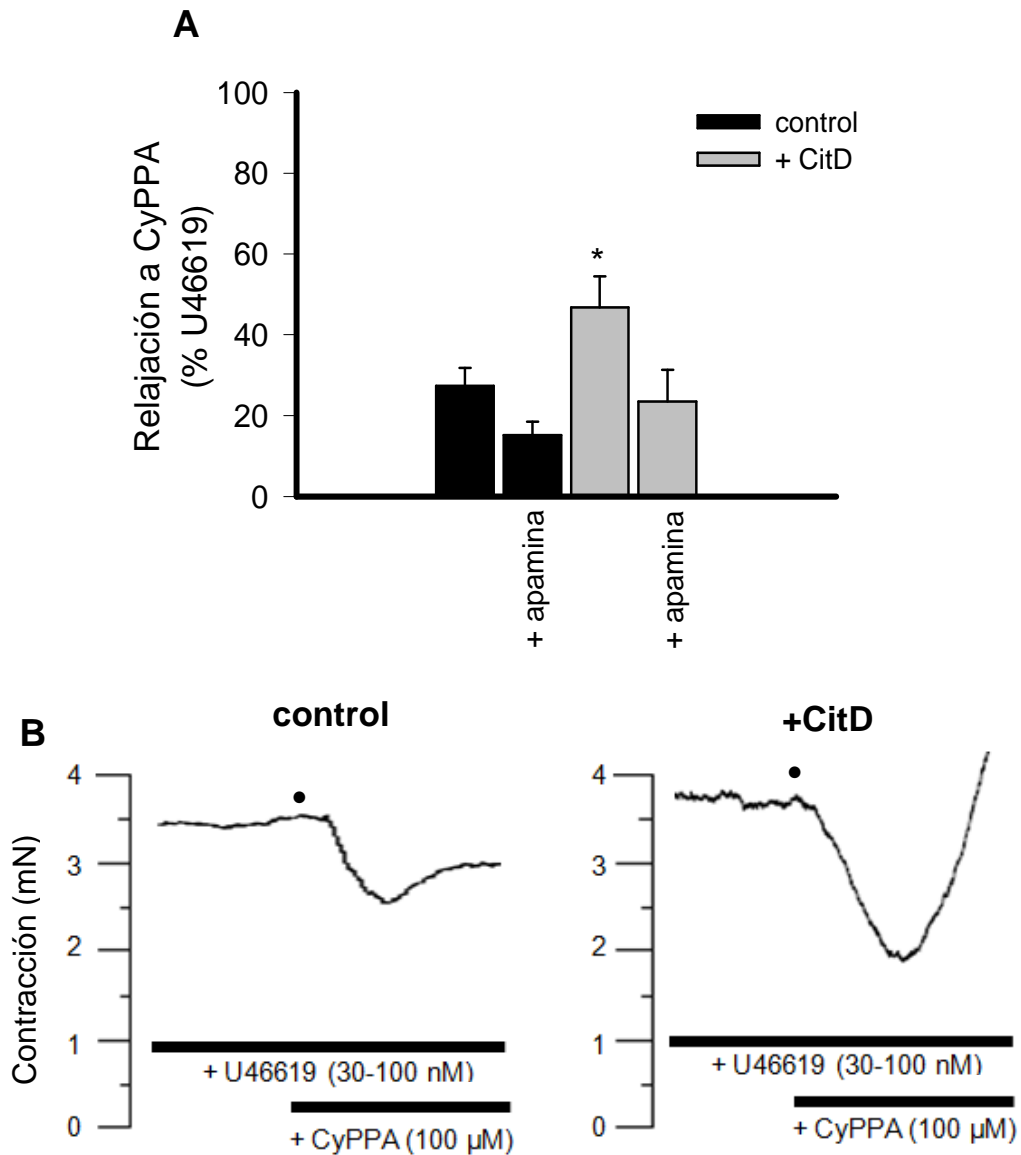 A
Relajación a CyPPA
(% U46619)
100
80
60
40
20
0
control
+ CitD
*
+ apamina
+ apamina
B
control
+CitD
Contracción (mN)
4
3
2
1
0
+ U46619 (30-100 nM)
+ CyPPA (100 µM)
4
3
2
1
0
+ U46619 (30-100 nM)
+ CyPPA (100 µM)